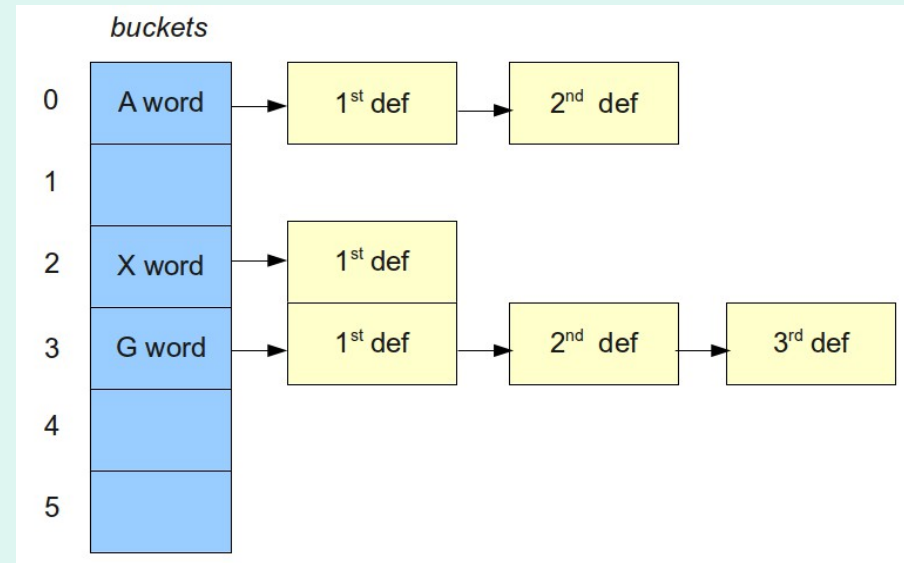 buckets
0 A word 1st def 2nd def
1
2 X word 1st def
3 G word 1st def 2nd def 3rd def
4
5